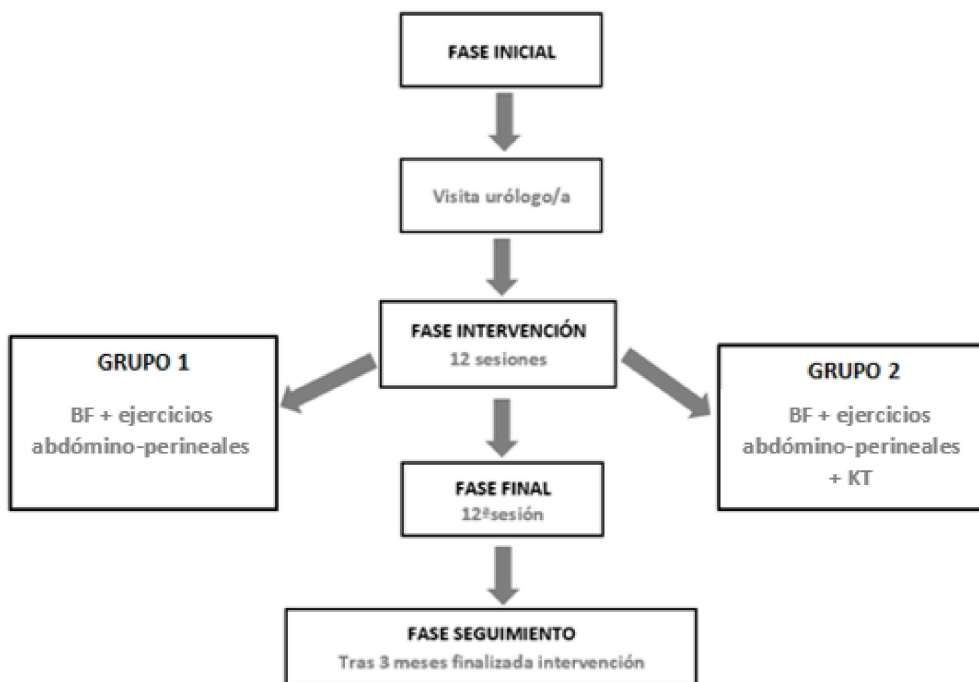 FASE INICIAL
Visita urólogo/a
FASE INTERVENCIÓN
12 sesiones
GRUPO 1
BF + ejercicios
abdómino-perineales
GRUPO 2
BF + ejercicios
abdómino-perineales
+ KT
FASE FINAL
12ªsesión
FASE SEGUIMIENTO
Tras 3 meses finalizada intervención